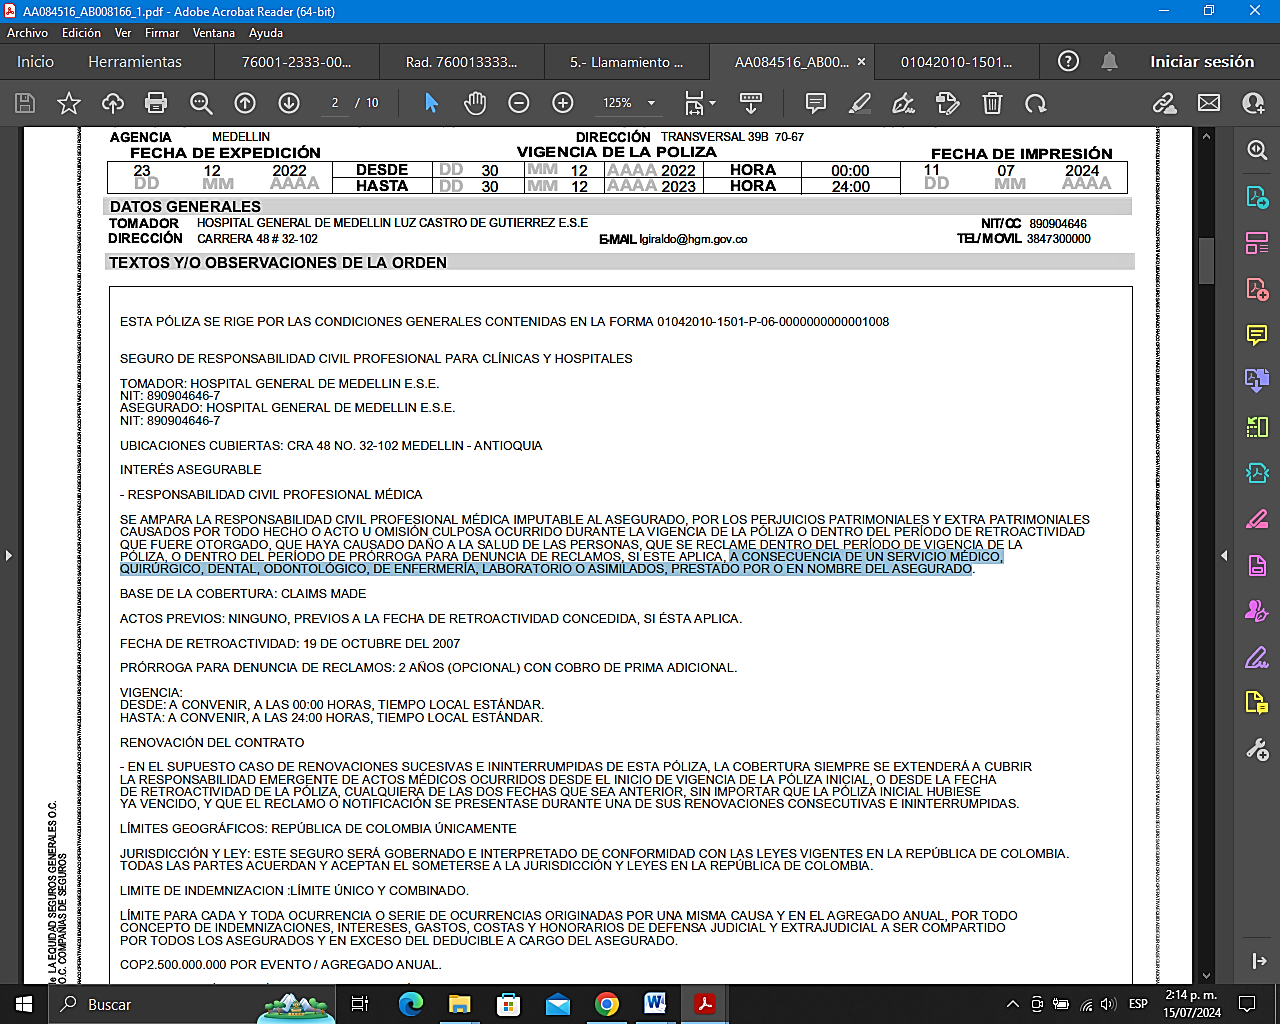 AA084516_AB008166_1.pdf - Adobe Acrobat Reader (64-bit)
Archivo Edición Ver Firmar Ventana Ayuda
Inicio Herramientas 76001-2333-00... Rad. 760013333... 5.- Llamamiento ... AA084516_AB00... × 01042010-1501... Iniciar sesión
2 / 10 125%
AGENCIA MEDELLIN DIRECCIÓN TRANSVERSAL 39B 70-67
FECHA DE EXPEDICIÓN VIGENCIA DE LA POLIZA FECHA DE IMPRESIÓN
23 12 2022 DESDE DD 30 MM 12 AAAA 2022 HORA 00:00 11 07 2024
DD MM AAAA HASTA DD 30 MM 12 AAAA 2023 HORA 24:00 DD MM AAAA
DATOS GENERALES
TOMADOR HOSPITAL GENERAL DE MEDELLIN LUZ CASTRO DE GUTIERREZ E.S.E NIT/CC 890904646
DIRECCIÓN CARRERA 48 # 32-102 E-MAIL lgiraldo@hgm.gov.co TEL/MOVIL 3847300000
TEXTOS Y/O OBSERVACIONES DE LA ORDEN
ESTA PÓLIZA SE RIGE POR LAS CONDICIONES GENERALES CONTENIDAS EN LA FORMA 01042010-1501-P-06-0000000000001008
SEGURO DE RESPONSABILIDAD CIVIL PROFESIONAL PARA CLÍNICAS Y HOSPITALES
TOMADOR: HOSPITAL GENERAL DE MEDELLIN E.S.E.
NIT: 890904646-7
ASEGURADO: HOSPITAL GENERAL DE MEDELLIN E.S.E.
NIT: 890904646-7
UBICACIONES CUBIERTAS: CRA 48 NO. 32-102 MEDELLIN - ANTIOQUIA
INTERÉS ASEGURABLE
- RESPONSABILIDAD CIVIL PROFESIONAL MÉDICA
SE AMPARA LA RESPONSABILIDAD CIVIL PROFESIONAL MÉDICA IMPUTABLE AL ASEGURADO, POR LOS PERJUICIOS PATRIMONIALES Y EXTRA PATRIMONIALES
CAUSADOS POR TODO HECHO O ACTO U OMISIÓN CULPOSA OCURRIDO DURANTE LA VIGENCIA DE LA PÓLIZA O DENTRO DEL PERÍODO DE RETROACTIVIDAD
QUE FUERE OTORGADO, QUE HAYA CAUSADO DAÑO A LA SALUD DE LAS PERSONAS, QUE SE RECLAME DENTRO DEL PERÍODO DE VIGENCIA DE LA
PÓLIZA, O DENTRO DEL PERÍODO DE PRÓRROGA PARA DENUNCIA DE RECLAMOS, SI ESTE APLICA, A CONSECUENCIA DE UN SERVICIO MÉDICO,
QUIRÚRGICO, DENTAL, ODONTOLÓGICO, DE ENFERMERÍA, LABORATORIO O ASIMILADOS, PRESTADO POR O EN NOMBRE DEL ASEGURADO.
BASE DE LA COBERTURA: CLAIMS MADE
ACTOS PREVIOS: NINGUNO, PREVIOS A LA FECHA DE RETROACTIVIDAD CONCEDIDA, SI ÉSTA APLICA.
FECHA DE RETROACTIVIDAD: 19 DE OCTUBRE DEL 2007
PRÓRROGA PARA DENUNCIA DE RECLAMOS: 2 AÑOS (OPCIONAL) CON COBRO DE PRIMA ADICIONAL.
VIGENCIA:
DESDE: A CONVENIR, A LAS 00:00 HORAS, TIEMPO LOCAL ESTÁNDAR.
HASTA: A CONVENIR, A LAS 24:00 HORAS, TIEMPO LOCAL ESTÁNDAR.
RENOVACIÓN DEL CONTRATO
- EN EL SUPUESTO CASO DE RENOVACIONES SUCESIVAS E ININTERRUMPIDAS DE ESTA PÓLIZA, LA COBERTURA SIEMPRE SE EXTENDERÁ A CUBRIR
LA RESPONSABILIDAD EMERGENTE DE ACTOS MÉDICOS OCURRIDOS DESDE EL INICIO DE VIGENCIA DE LA PÓLIZA INICIAL, O DESDE LA FECHA
DE RETROACTIVIDAD DE LA PÓLIZA, CUALQUIERA DE LAS DOS FECHAS QUE SEA ANTERIOR, SIN IMPORTAR QUE LA PÓLIZA INICIAL HUBIESE
YA VENCIDO, Y QUE EL RECLAMO O NOTIFICACIÓN SE PRESENTASE DURANTE UNA DE SUS RENOVACIONES CONSECUTIVAS E ININTERRUMPIDAS.
LÍMITES GEOGRÁFICOS: REPÚBLICA DE COLOMBIA ÚNICAMENTE
JURISDICCIÓN Y LEY: ESTE SEGURO SERÁ GOBERNADO E INTERPRETADO DE CONFORMIDAD CON LAS LEYES VIGENTES EN LA REPÚBLICA DE COLOMBIA.
TODAS LAS PARTES ACUERDAN Y ACEPTAN EL SOMETERSE A LA JURISDICCIÓN Y LEYES EN LA REPÚBLICA DE COLOMBIA.
LIMITE DE INDEMNIZACION :LÍMITE ÚNICO Y COMBINADO.
LÍMITE PARA CADA Y TODA OCURRENCIA O SERIE DE OCURRENCIAS ORIGINADAS POR UNA MISMA CAUSA Y EN EL AGREGADO ANUAL, POR TODO
CONCEPTO DE INDEMNIZACIONES, INTERESES, GASTOS, COSTAS Y HONORARIOS DE DEFENSA JUDICIAL Y EXTRAJUDICIAL A SER COMPARTIDO
POR TODOS LOS ASEGURADOS Y EN EXCESO DEL DEDUCIBLE A CARGO DEL ASEGURADO.
COP2.500.000.000 POR EVENTO / AGREGADO ANUAL.
de LA EQUIDAD SEGUROS GENERALES O.C.
O.C. COMPAÑIAS DE SEGUROS
Buscar ESP 2:14 p. m.
15/07/2024